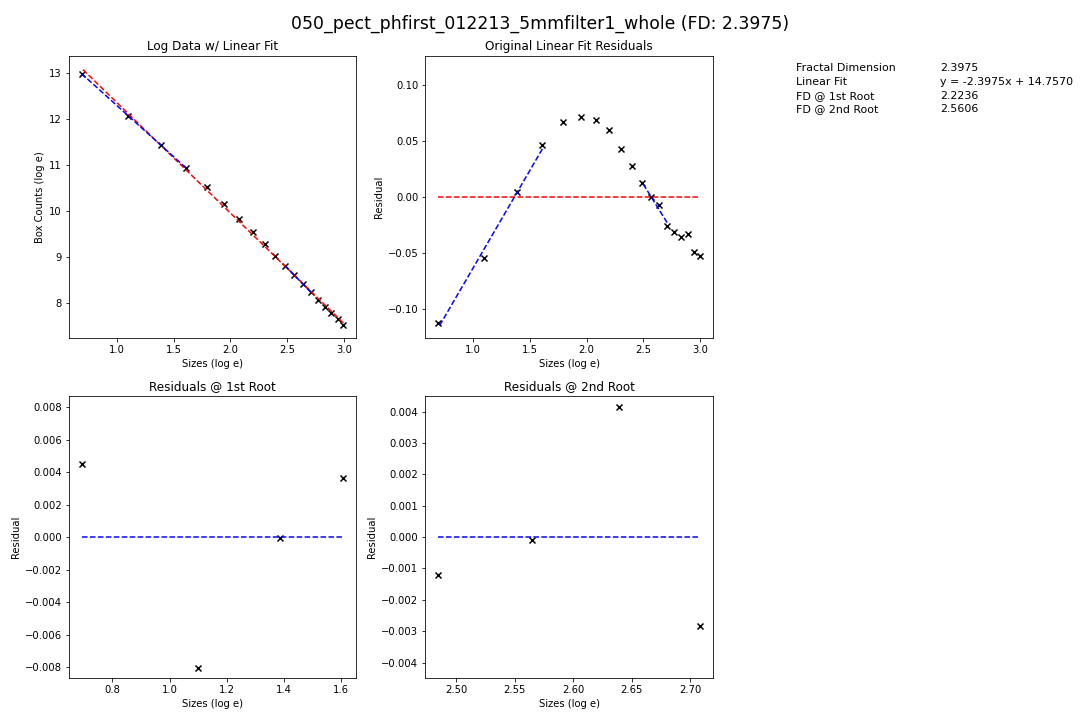 050_pect_phfirst_012213_5mmfilter1_whole (FD: 2.3975)
Log Data w/ Linear Fit
13
12
11
10
9
8
Box Counts (log e)
1.0 1.5 2.0 2.5 3.0
Sizes (log e)
Original Linear Fit Residuals
0.10
0.05
0.00
−0.05
−0.10
Residual
1.0 1.5 2.0 2.5 3.0
Sizes (log e)
Fractal Dimension 2.3975
Linear Fit y = -2.3975x + 14.7570
FD @ 1st Root 2.2236
FD @ 2nd Root 2.5606
Residuals @ 1st Root
0.008
0.006
0.004
0.002
0.000
−0.002
−0.004
−0.006
−0.008
Residual
0.8 1.0 1.2 1.4 1.6
Sizes (log e)
Residuals @ 2nd Root
0.004
0.003
0.002
0.001
0.000
−0.001
−0.002
−0.003
−0.004
Residual
2.50 2.55 2.60 2.65 2.70
Sizes (log e)